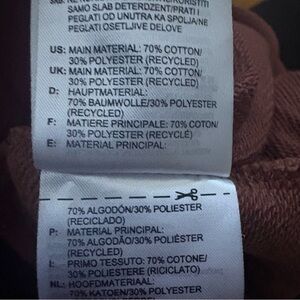 SAMO SLAB DETERDZENT/PRATI I
PEGLATI OD UNUTRA KA SPOLJA/NE
PEGLATI OSETLJIVE DELOVE
US: MAIN MATERIAL: 70% COTTON/
30% POLYESTER (RECYCLED)
UK: MAIN MATERIAL: 70% COTTON/
30% POLYESTER (RECYCLED)
D: HAUPTMATERIAL:
70% BAUMWOLLE/30% POLYESTER
(RECYCLED)
F: MATIERE PRINCIPALE: 70% COTON/
30% POLYESTER (RECYCLÉ)
E: MATERIAL PRINCIPAL:
70% ALGODÓN/30% POLIESTER
(RECICLADO)
P: MATERIAL PRINCIPAL:
70% ALGODÃO/30% POLIÉSTER
(RECYCLED)
I: PRIMO TESSUTO: 70% COTONE/
30% POLIESTERE (RICICLATO)
NL: HOOFDMATERIAAL:
70% KATOEN/30% POLYESTER